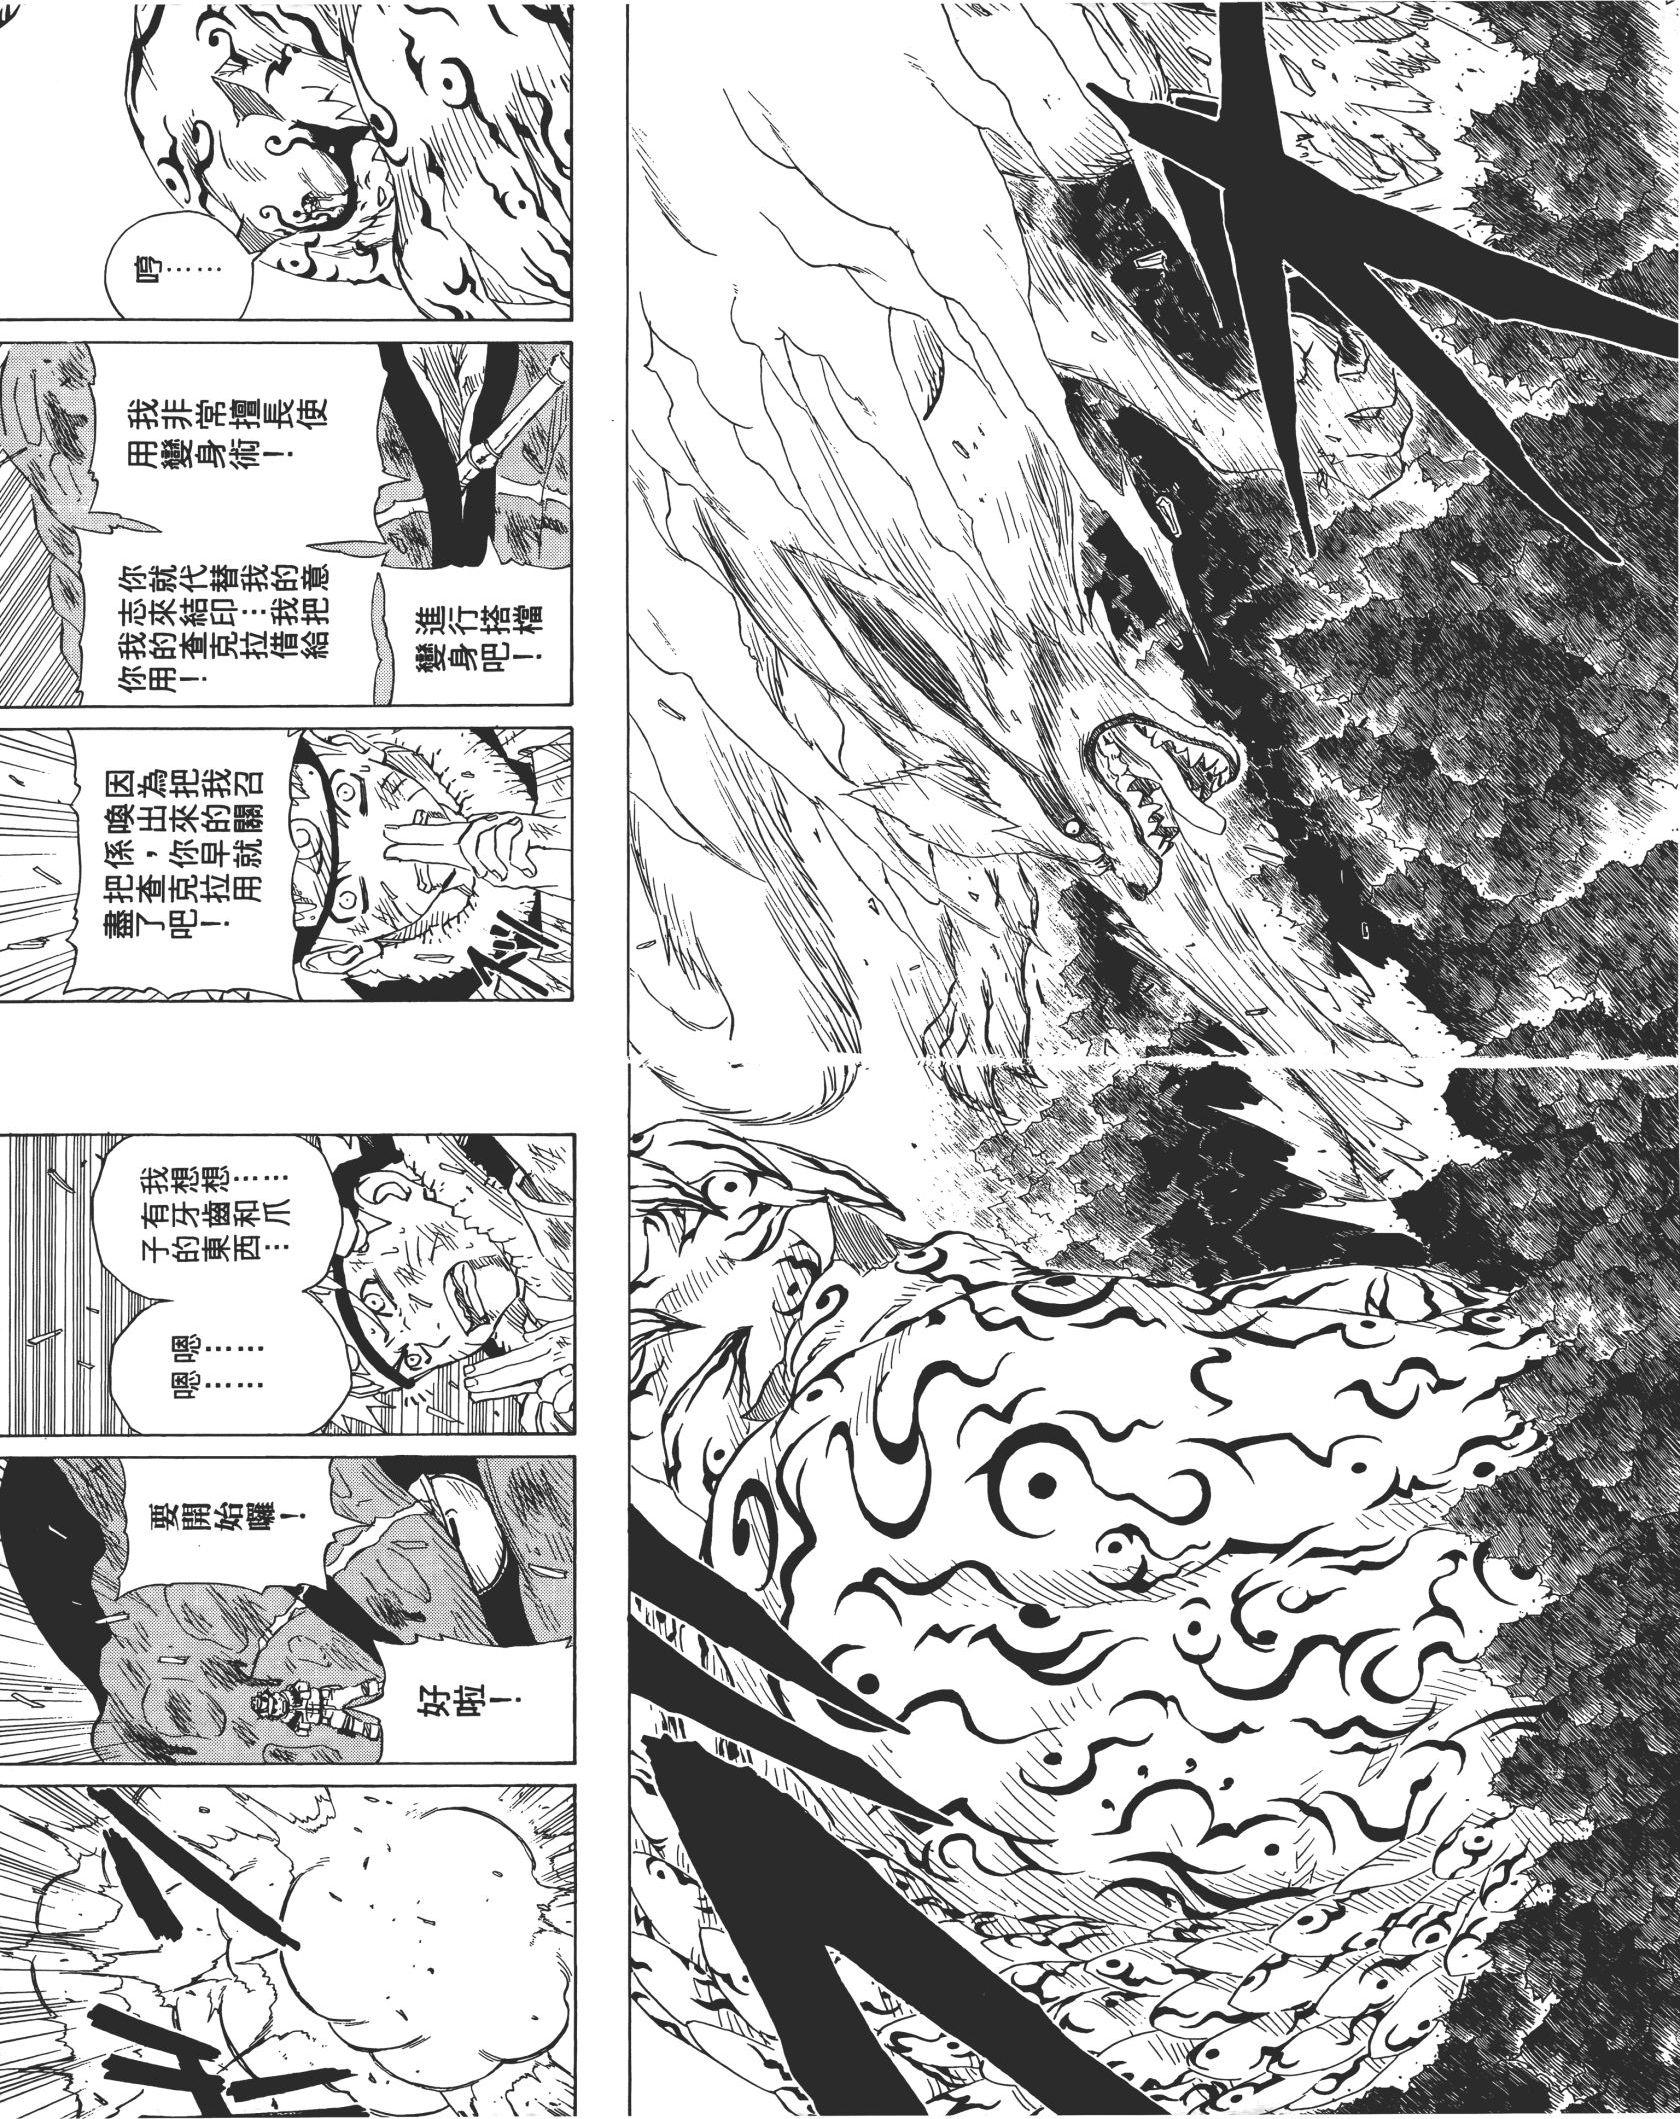 哼……
我非常擅長使
用變身術!
你就代替我的意
志來結印…我把
我的查克拉借給
你用!
進行搭檔
變身吧!
因為把我召
喚出來的關
係，你早就
把查克拉用
盡了吧!
我想想……
有牙齒和爪
子的東西…
嗯……
嗯……
要開始囉!
好啦!